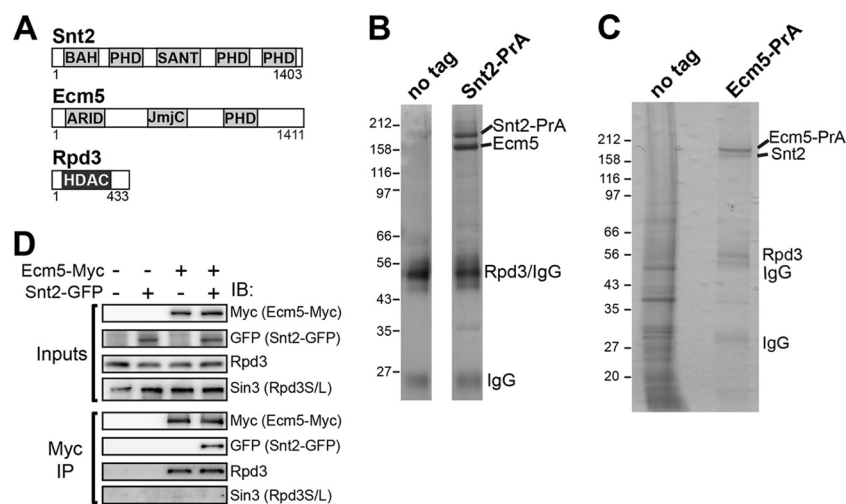 A
Snt2
BAH PHD SANT PHD PHD
1 1403
Ecm5
ARID JmjC PHD
1 1411
Rpd3
HDAC
1 433
B
no tag Snt2-PrA
212
158
116
97
66
56
43
35
27
Snt2-PrA
Ecm5
Rpd3/IgG
IgG
C
no tag Ecm5-PrA
212
158
116
97
66
56
43
35
27
20
Ecm5-PrA
Snt2
Rpd3
IgG
IgG
D
Ecm5-Myc - - + +
Snt2-GFP - + - + IB:
Inputs
Myc (Ecm5-Myc)
GFP (Snt2-GFP)
Rpd3
Sin3 (Rpd3S/L)
Myc
IP
Myc (Ecm5-Myc)
GFP (Snt2-GFP)
Rpd3
Sin3 (Rpd3S/L)